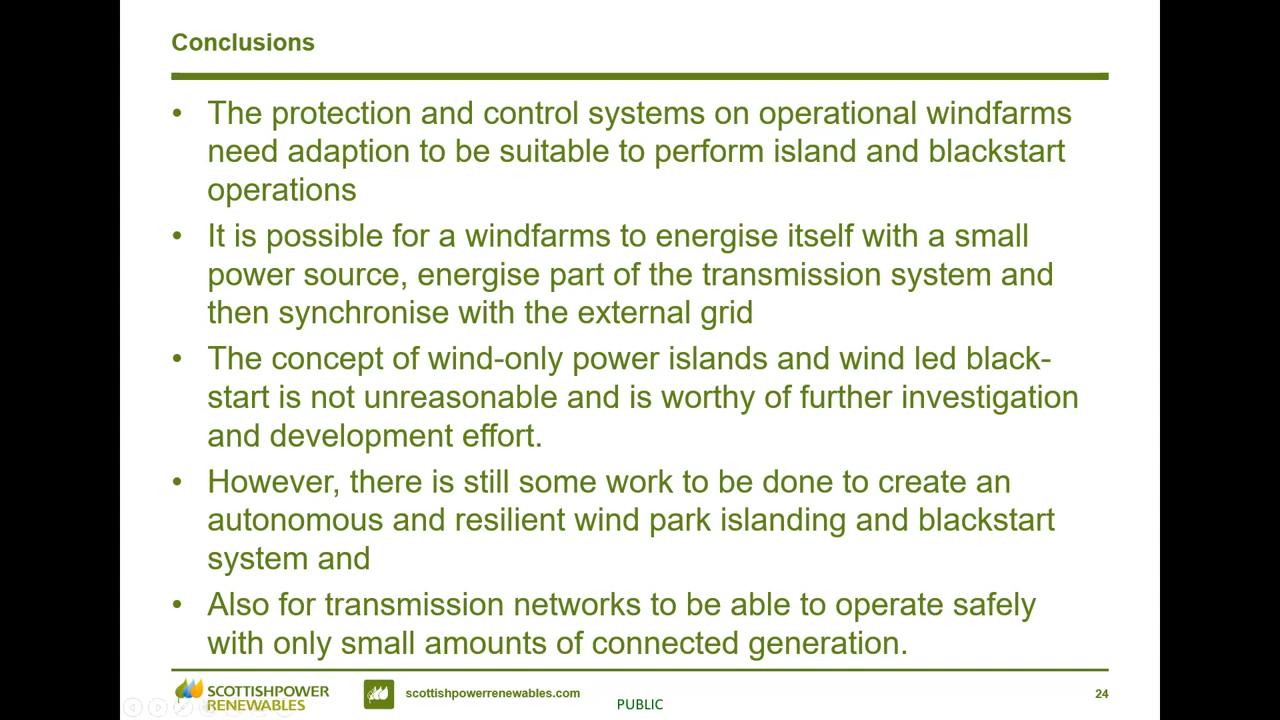 Conclusions
• The protection and control systems on operational windfarms
need adaption to be suitable to perform island and blackstart
operations
• It is possible for a windfarms to energise itself with a small
power source, energise part of the transmission system and
then synchronise with the external grid
• The concept of wind-only power islands and wind led black-
start is not unreasonable and is worthy of further investigation
and development effort.
• However, there is still some work to be done to create an
autonomous and resilient wind park islanding and blackstart
system and
• Also for transmission networks to be able to operate safely
with only small amounts of connected generation.
SCOTTISHPOWER
RENEWABLES
scottishpowerrenewables.com
24
PUBLIC